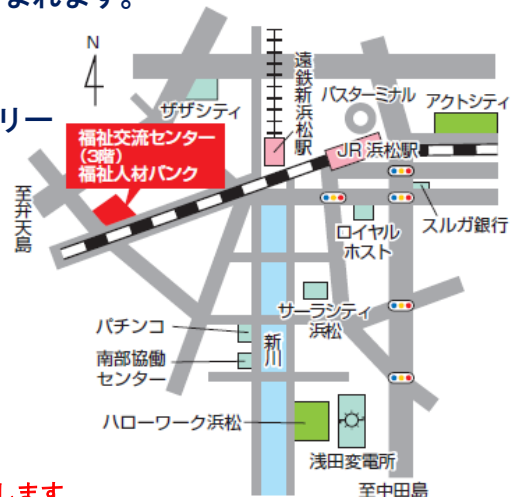 まれます。
N
遠鉄新浜松駅
バスターミナル
アクトシティ
ザザシティ
リー
福祉交流センター
(3階)
福祉人材バンク
JR 浜松駅
至弁天島
ロイヤル
ホスト
スルガ銀行
サーラシティ
浜松
パチンコ
新川
南部協働
センター
ハローワーク浜松
浅田変電所
します
至中田島